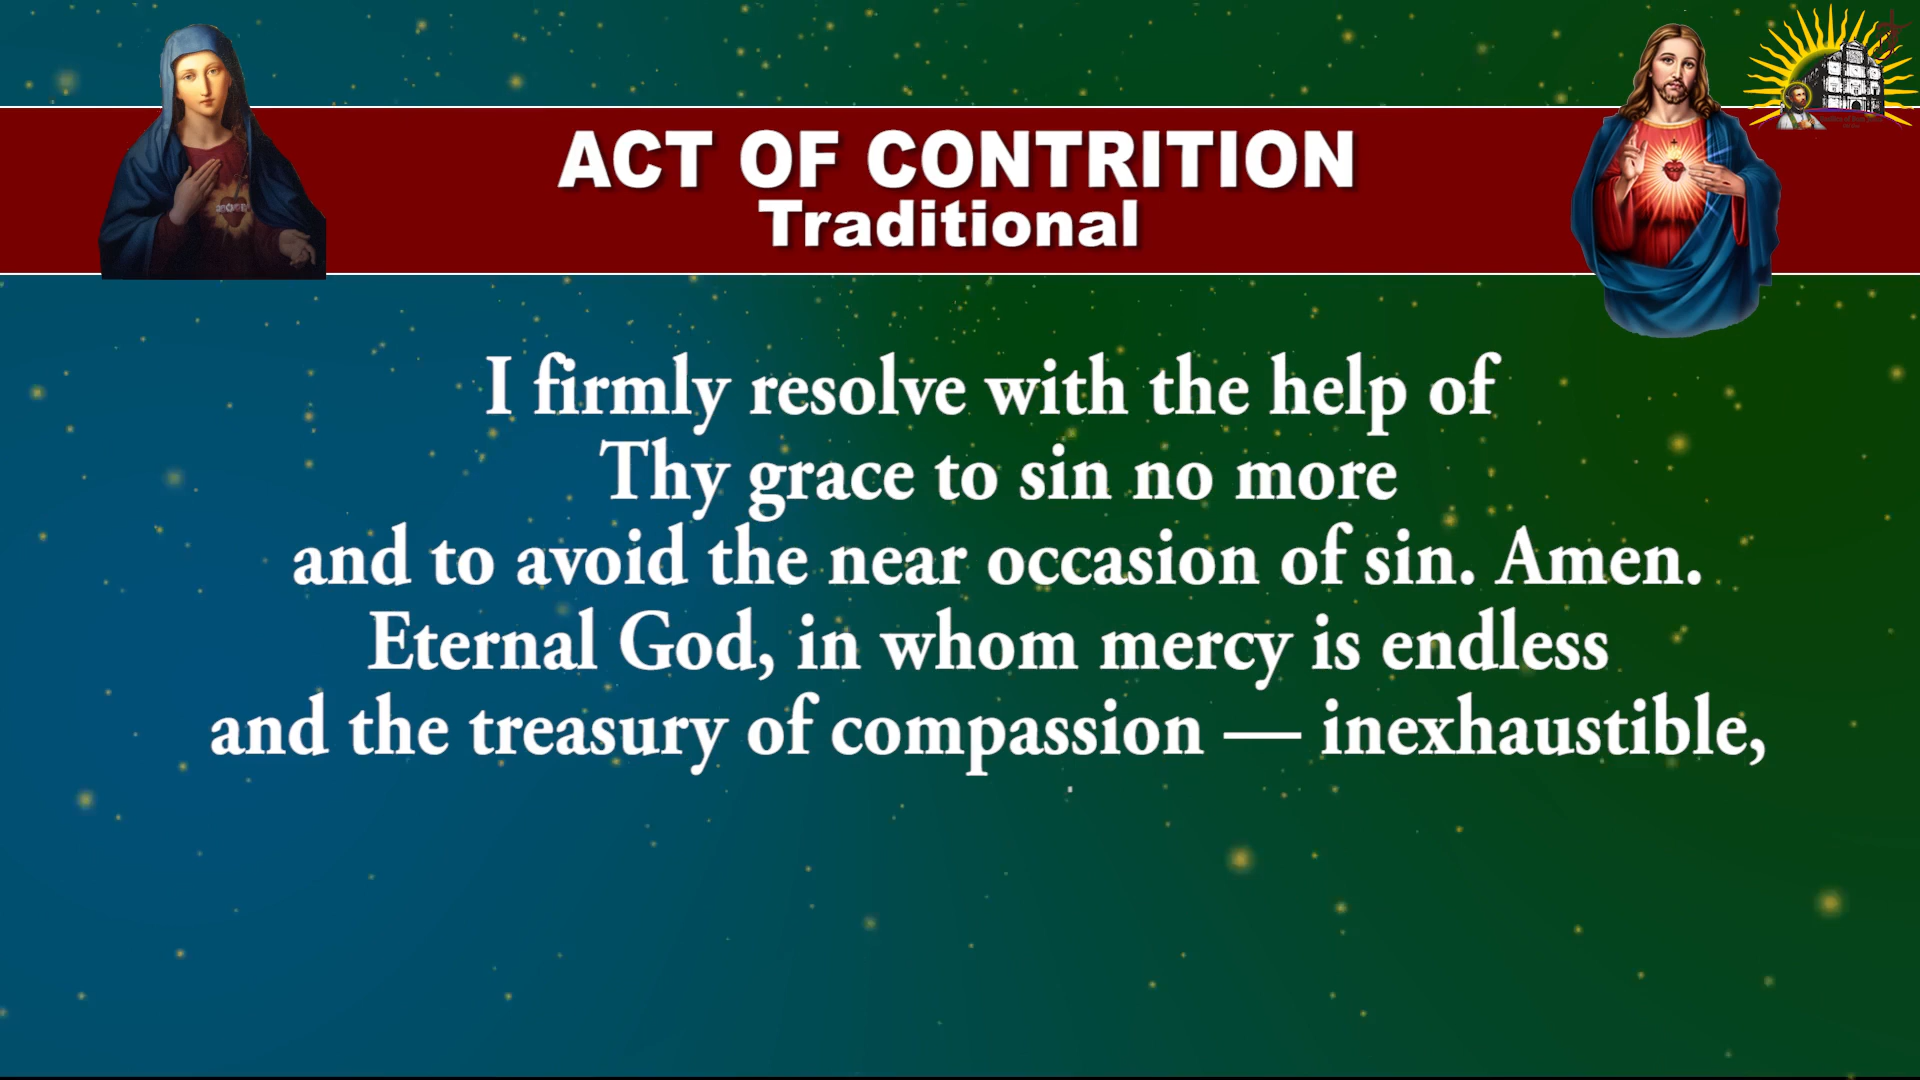 ACT OF CONTRITION
Traditional
I firmly resolve with the help of
Thy grace to sin no more
and to avoid the near occasion of sin. Amen.
Eternal God, in whom mercy is endless
and the treasury of compassion — inexhaustible,